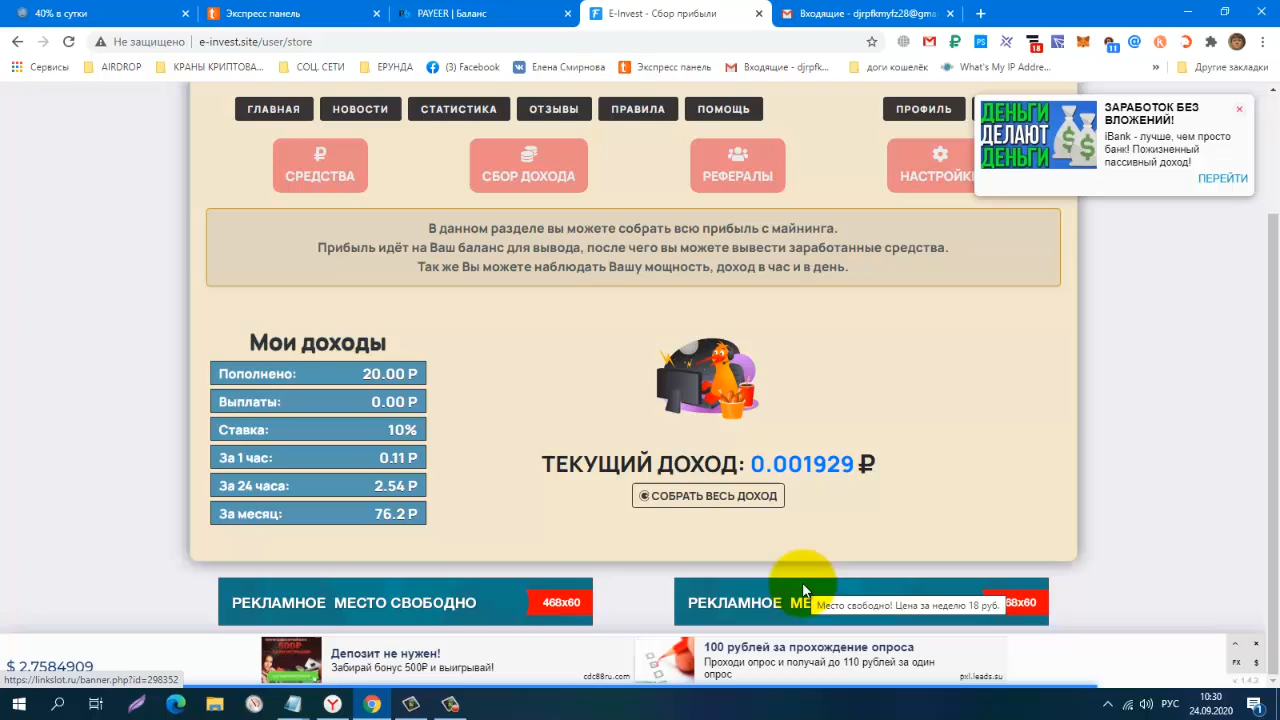 40% в сутки
Экспресс панель
PAYEER | Баланс
E-Invest - Сбор прибыли
Входящие - djrpfkmyfz28@gma
Не защищено
e-invest.site/user/store
Сервисы
AIRDROP
КРАНЫ КРИПТОВА...
СОЦ. СЕТИ
ЕРУНДА
(3) Facebook
Елена Смирнова
Экспресс панель
Входящие - djrpfk...
доги кошелёк
What's My IP Addre...
Другие закладки
ГЛАВНАЯ
НОВОСТИ
СТАТИСТИКА
ОТЗЫВЫ
ПРАВИЛА
ПОМОЩЬ
ПРОФИЛЬ
ДЕНЬГИ
ДЕЛАЮТ
ДЕНЬГИ
ЗАРАБОТОК БЕЗ
ВЛОЖЕНИЙ!
iBank - лучше, чем просто
банк! Пожизненный
пассивный доход!
ПЕРЕЙТИ
СРЕДСТВА
СБОР ДОХОДА
РЕФЕРАЛЫ
НАСТРОЙКИ
В данном разделе вы можете собрать всю прибыль с майнинга.
Прибыль идёт на Ваш баланс для вывода, после чего вы можете вывести заработанные средства.
Так же Вы можете наблюдать Вашу мощность, доход в час и в день.
Мои доходы
Пополнено: 20.00 Р
Выплаты: 0.00 Р
Ставка: 10%
За 1 час: 0.11 Р
За 24 часа: 2.54 Р
За месяц: 76.2 Р
ТЕКУЩИЙ ДОХОД: 0.001929 ₽
СОБРАТЬ ВЕСЬ ДОХОД
РЕКЛАМНОЕ МЕСТО СВОБОДНО
468x60
РЕКЛАМНОЕ МЕ
68x60
Место свободно! Цена за неделю 18 руб.
$ 2.7584909
500₽
Депозит не нужен!
Забирай бонус 500₽ и выигрывай!
cdc88ru.com
100 рублей за прохождение опроса
Проходи опрос и получай до 110 рублей за один
опрос
pxl.leads.su
v. 1.4.3
https://linkslot.ru/banner.php?id=298352
РУС
10:30
24.09.2020